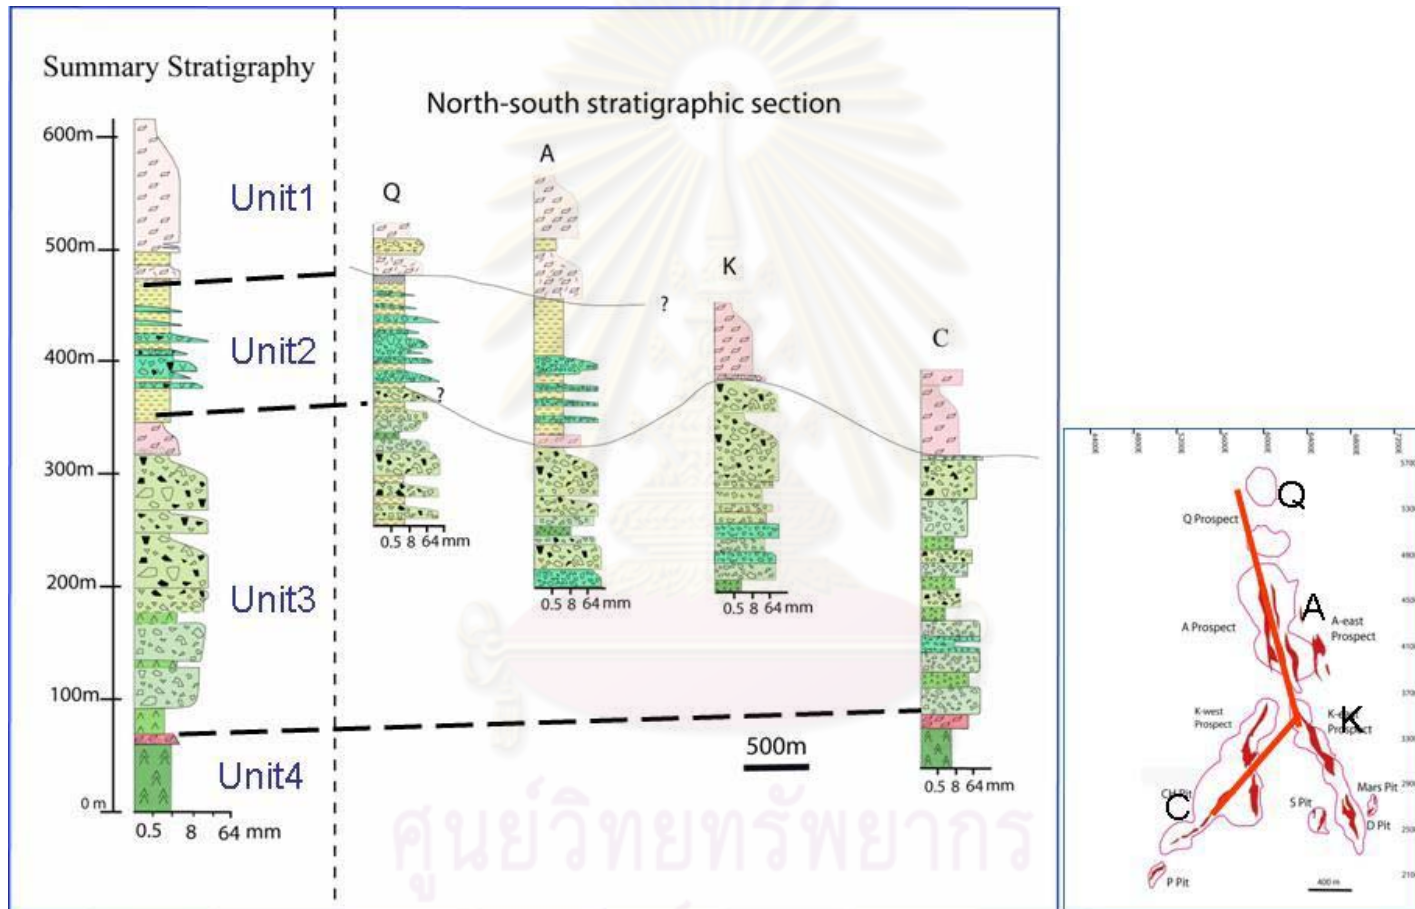 Summary Stratigraphy
North-south stratigraphic section
600m
500m
400m
300m
200m
100m
0 m
0.5 8 64 mm
Unit1
Unit2
Unit3
Unit4
Q
?
0.5 8 64 mm
A
?
0.5 8 64 mm
K
0.5 8 64 mm
C
0.5 8 64 mm
500m
ศูนย์วิทยทรัพยากร
Q
Q Prospect
A
A Prospect
A-east
Prospect
K-west
Prospect
K
C
S Pit
Mars Pit
D Pit
P Pit
400 m